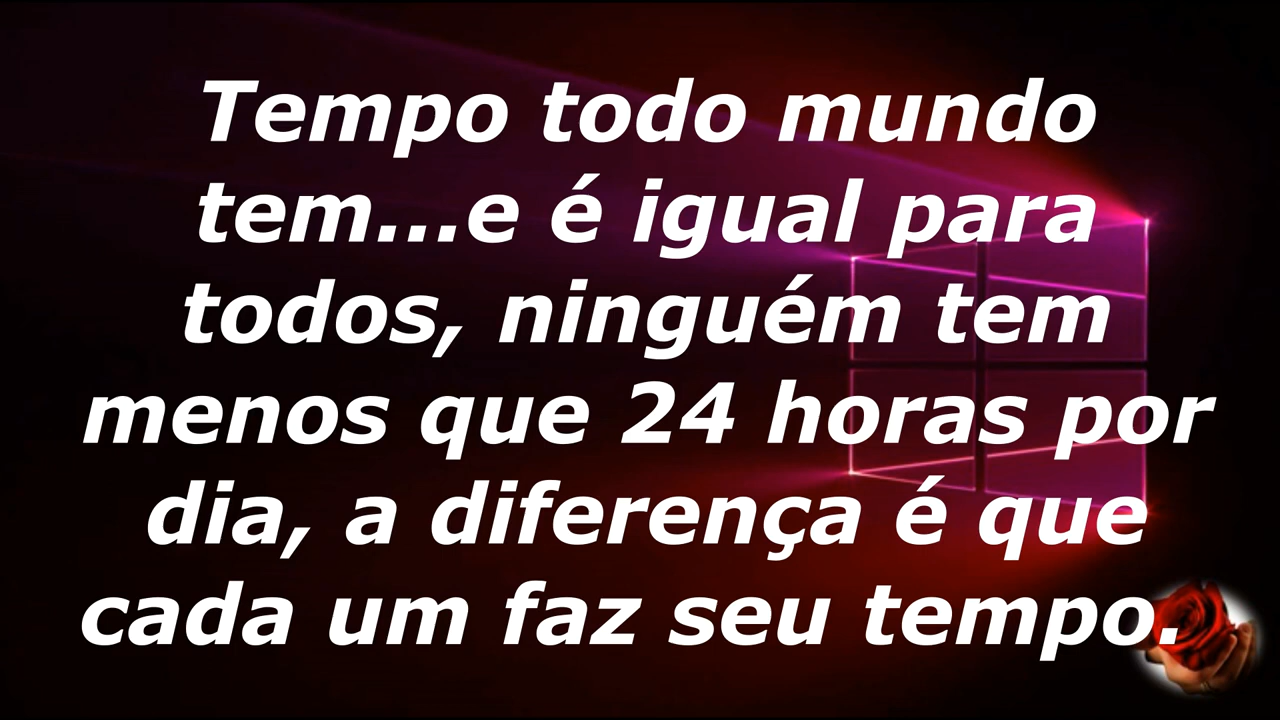 Tempo todo mundo
tem...e é igual para
todos, ninguém tem
menos que 24 horas por
dia, a diferença é que
cada um faz seu tempo.